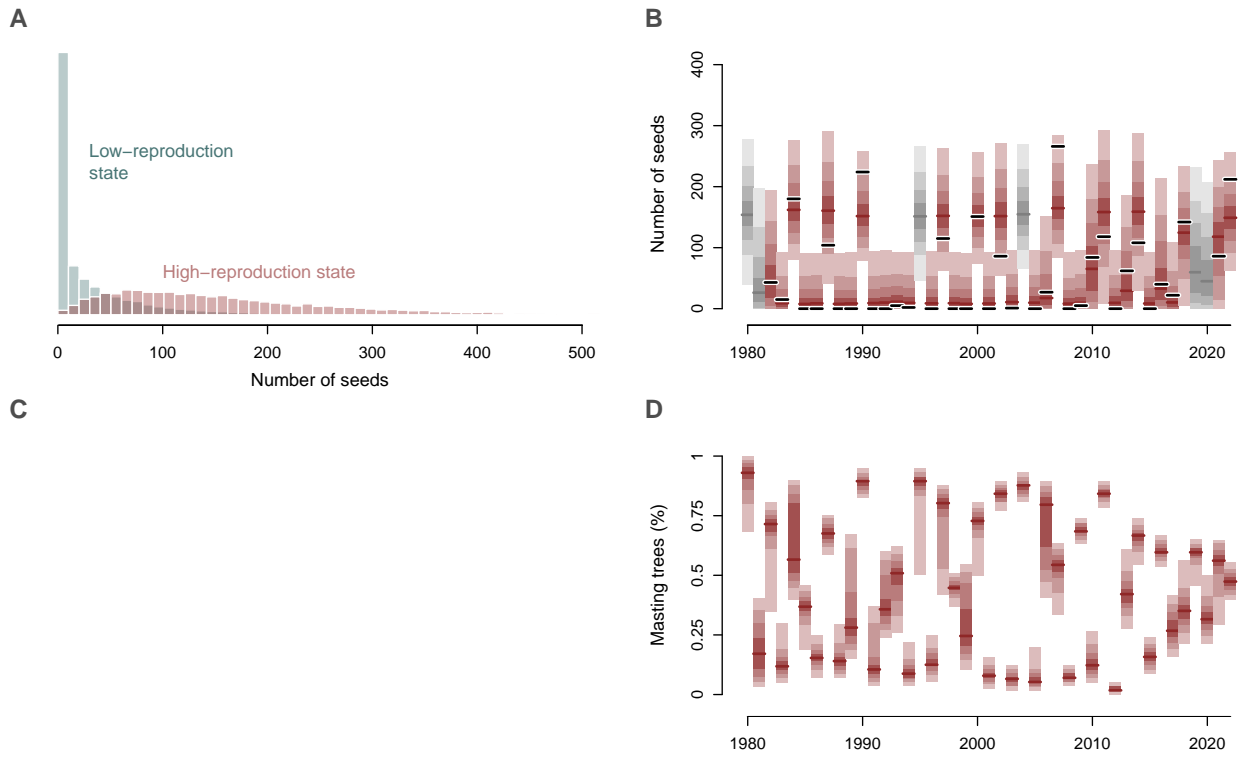 A
Low−reproduction
state
High−reproduction state
0 100 200 300 400 500
Number of seeds
B
Number of seeds
400
300
200
100
0
1980 1990 2000 2010 2020
C
D
Masting trees (%)
1
0.75
0.5
0.25
0
1980 1990 2000 2010 2020